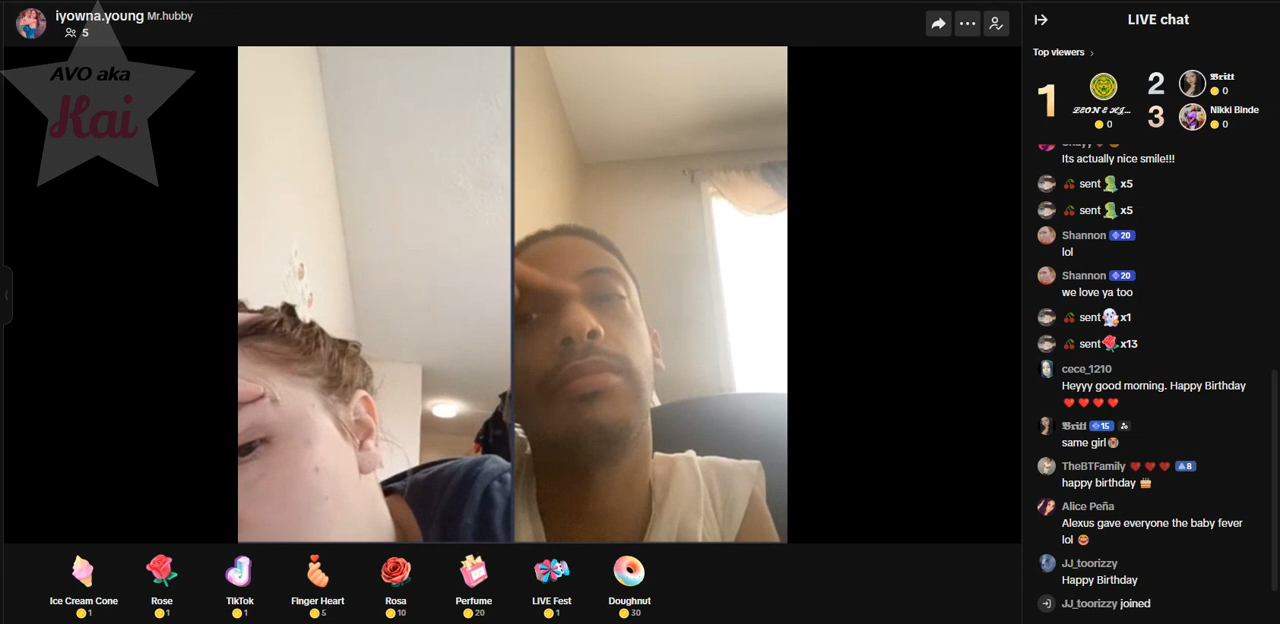 iyowna.young Mr.hubby
5
AVO aka
Kai
Ice Cream Cone
1
Rose
1
TikTok
1
Finger Heart
5
Rosa
10
Perfume
20
LIVE Fest
1
Doughnut
30
LIVE chat
Top viewers
1
0
2
𝕭𝖗𝖎𝖙𝖙
0
3
Nikki Binde
0
Its actually nice smile!!!
🍒 sent x5
🍒 sent x5
Shannon 20
lol
Shannon 20
we love ya too
🍒 sent x1
🍒 sent x13
cece_1210
Heyyy good morning. Happy Birthday
❤️ ❤️ ❤️ ❤️
𝕭𝖗𝖎𝖙𝖙 15
same girl😭
TheBTFamily ❤️ ❤️ ❤️ 8
happy birthday 🎂
Alice Peña
Alexus gave everyone the baby fever
lol 😂
JJ_toorizzy
Happy Birthday
JJ_toorizzy joined